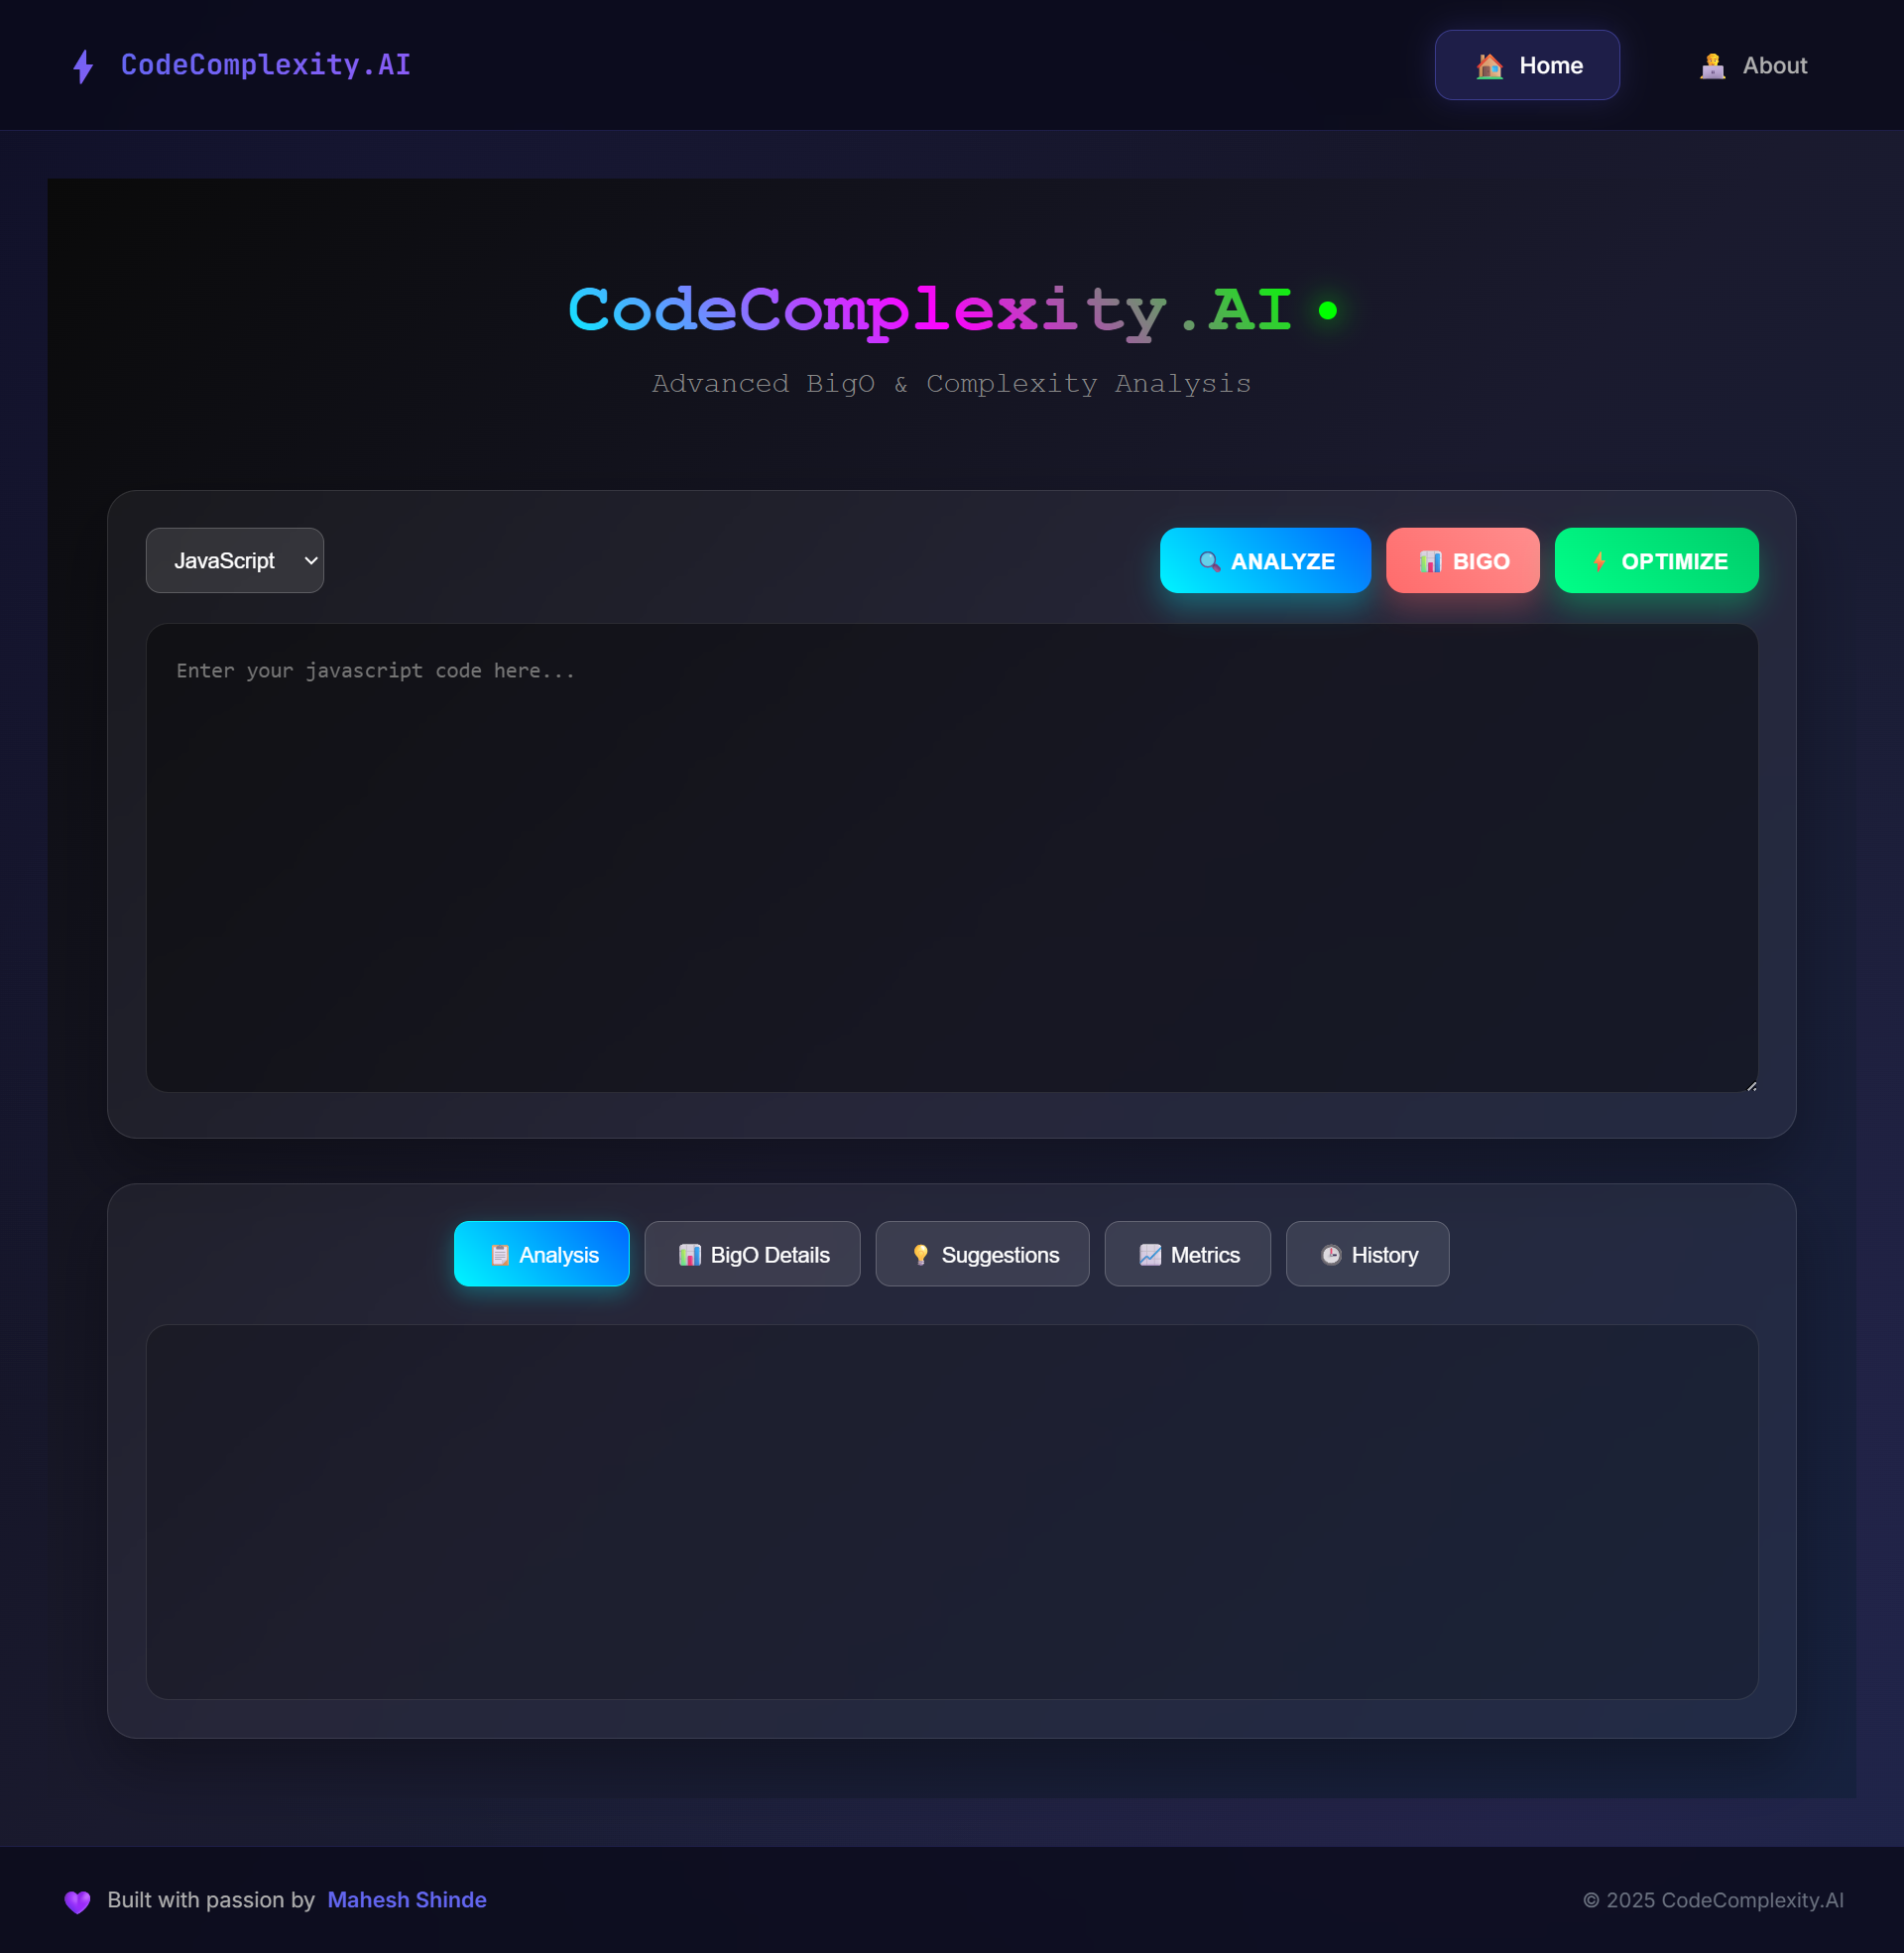 CodeComplexity.AI
Home
About
CodeComplexity.AI
Advanced BigO & Complexity Analysis
JavaScript
ANALYZE
BIGO
OPTIMIZE
Enter your javascript code here...
Analysis
BigO Details
Suggestions
Metrics
History
Built with passion by Mahesh Shinde
© 2025 CodeComplexity.AI